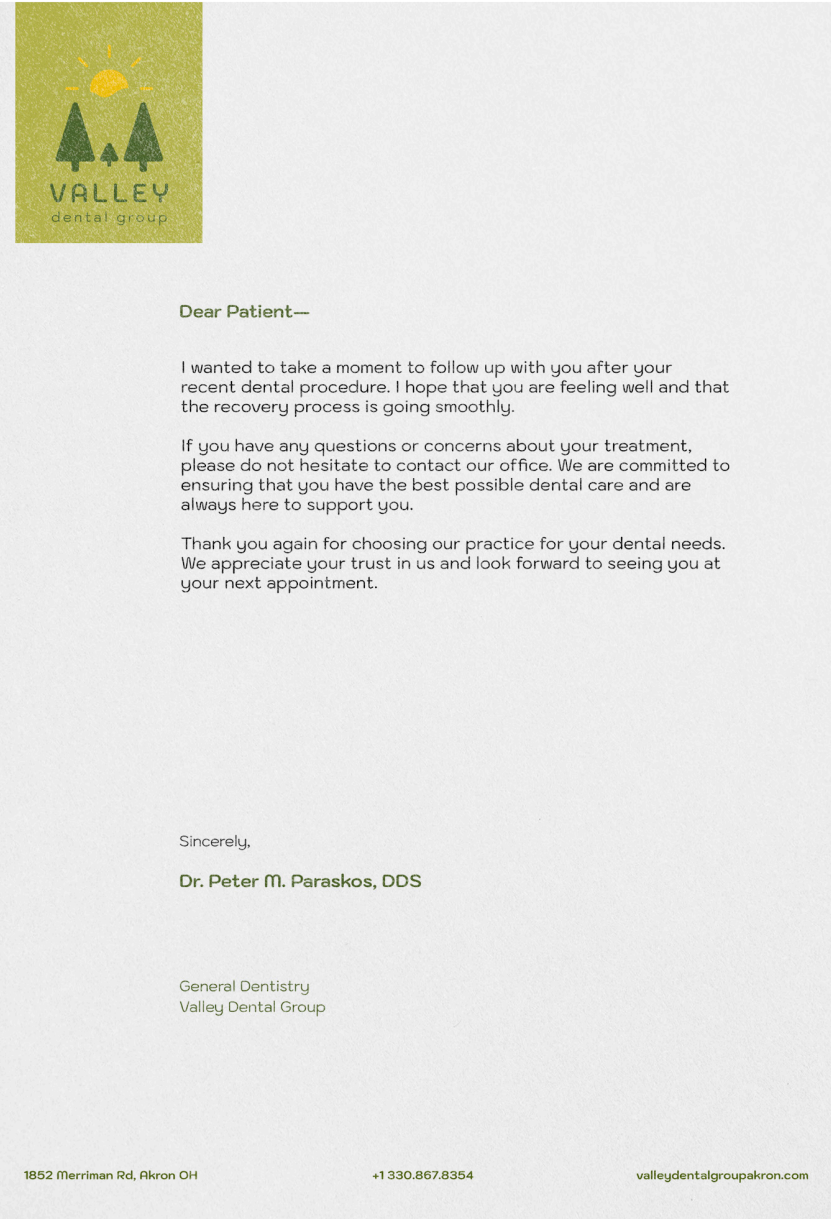 VALLEY
dental group
Dear Patient—
I wanted to take a moment to follow up with you after your
recent dental procedure. I hope that you are feeling well and that
the recovery process is going smoothly.
If you have any questions or concerns about your treatment,
please do not hesitate to contact our office. We are committed to
ensuring that you have the best possible dental care and are
always here to support you.
Thank you again for choosing our practice for your dental needs.
We appreciate your trust in us and look forward to seeing you at
your next appointment.
Sincerely,
Dr. Peter M. Paraskos, DDS
General Dentistry
Valley Dental Group
1852 Merriman Rd, Akron OH +1 330.867.8354 valleydentalgroupakron.com